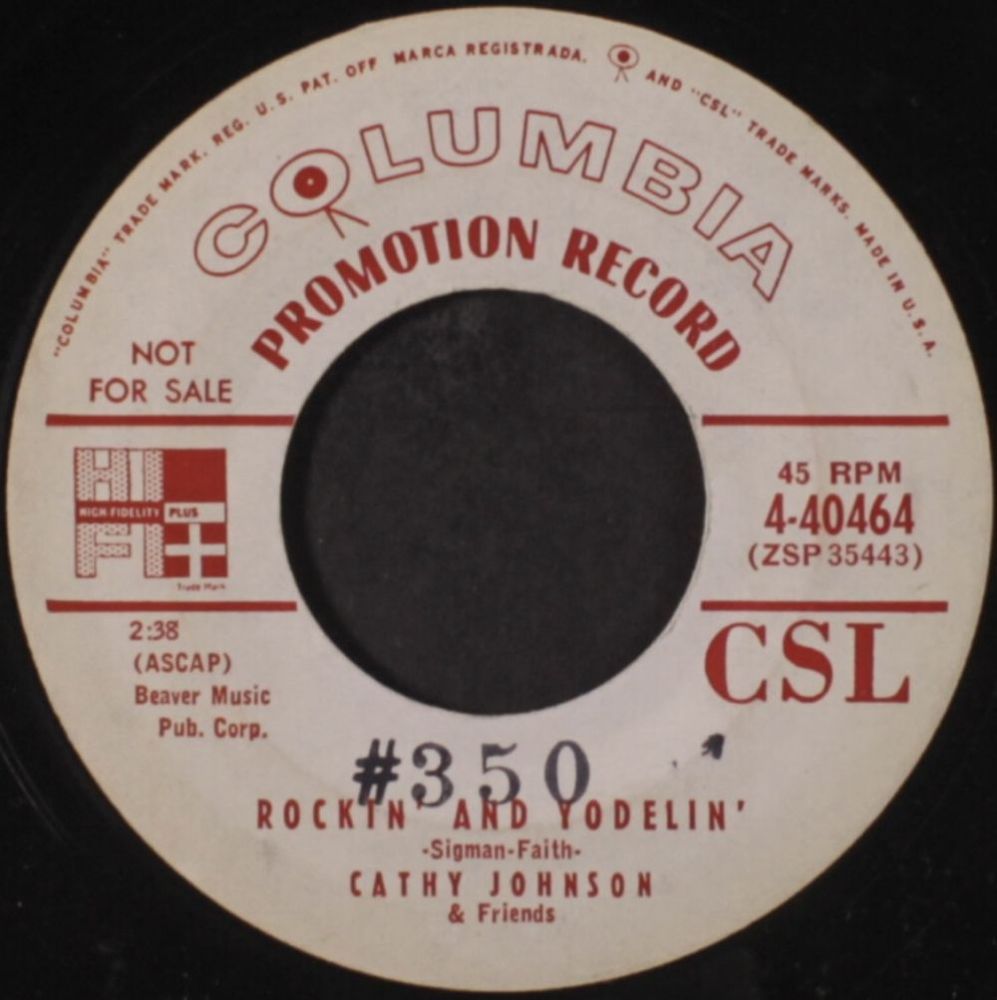 "COLUMBIA" TRADE MARK. REG. U. S. PAT. OFF MARCA REGISTRADA. AND "CSL" TRADE MARKS. MADE IN U.S.A.
COLUMBIA
PROMOTION RECORD
NOT
FOR SALE
HI
HIGH FIDELITY PLUS
FI
Trade Mark
45 RPM
4-40464
(ZSP 35443)
2:38
(ASCAP)
Beaver Music
Pub. Corp.
CSL
#350
ROCKIN' AND YODELIN'
-Sigman-Faith-
CATHY JOHNSON
& Friends